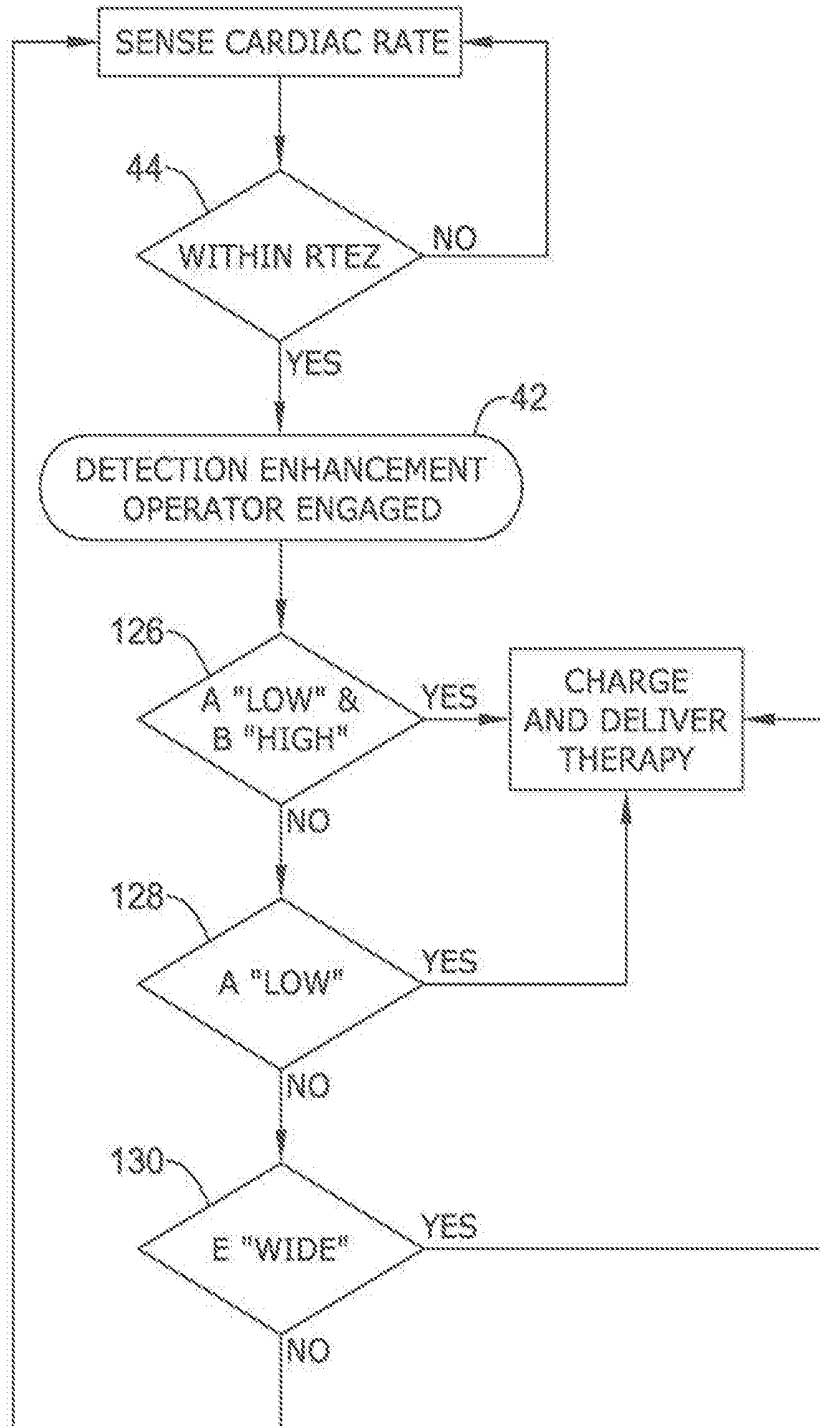 SENSE CARDIAC RATE
44
WITHIN RTEZ
NO
YES
42
DETECTION ENHANCEMENT
OPERATOR ENGAGED
126
A "LOW" &
B "HIGH"
YES
CHARGE
AND DELIVER
THERAPY
NO
128
A "LOW"
YES
NO
130
E "WIDE"
YES
NO